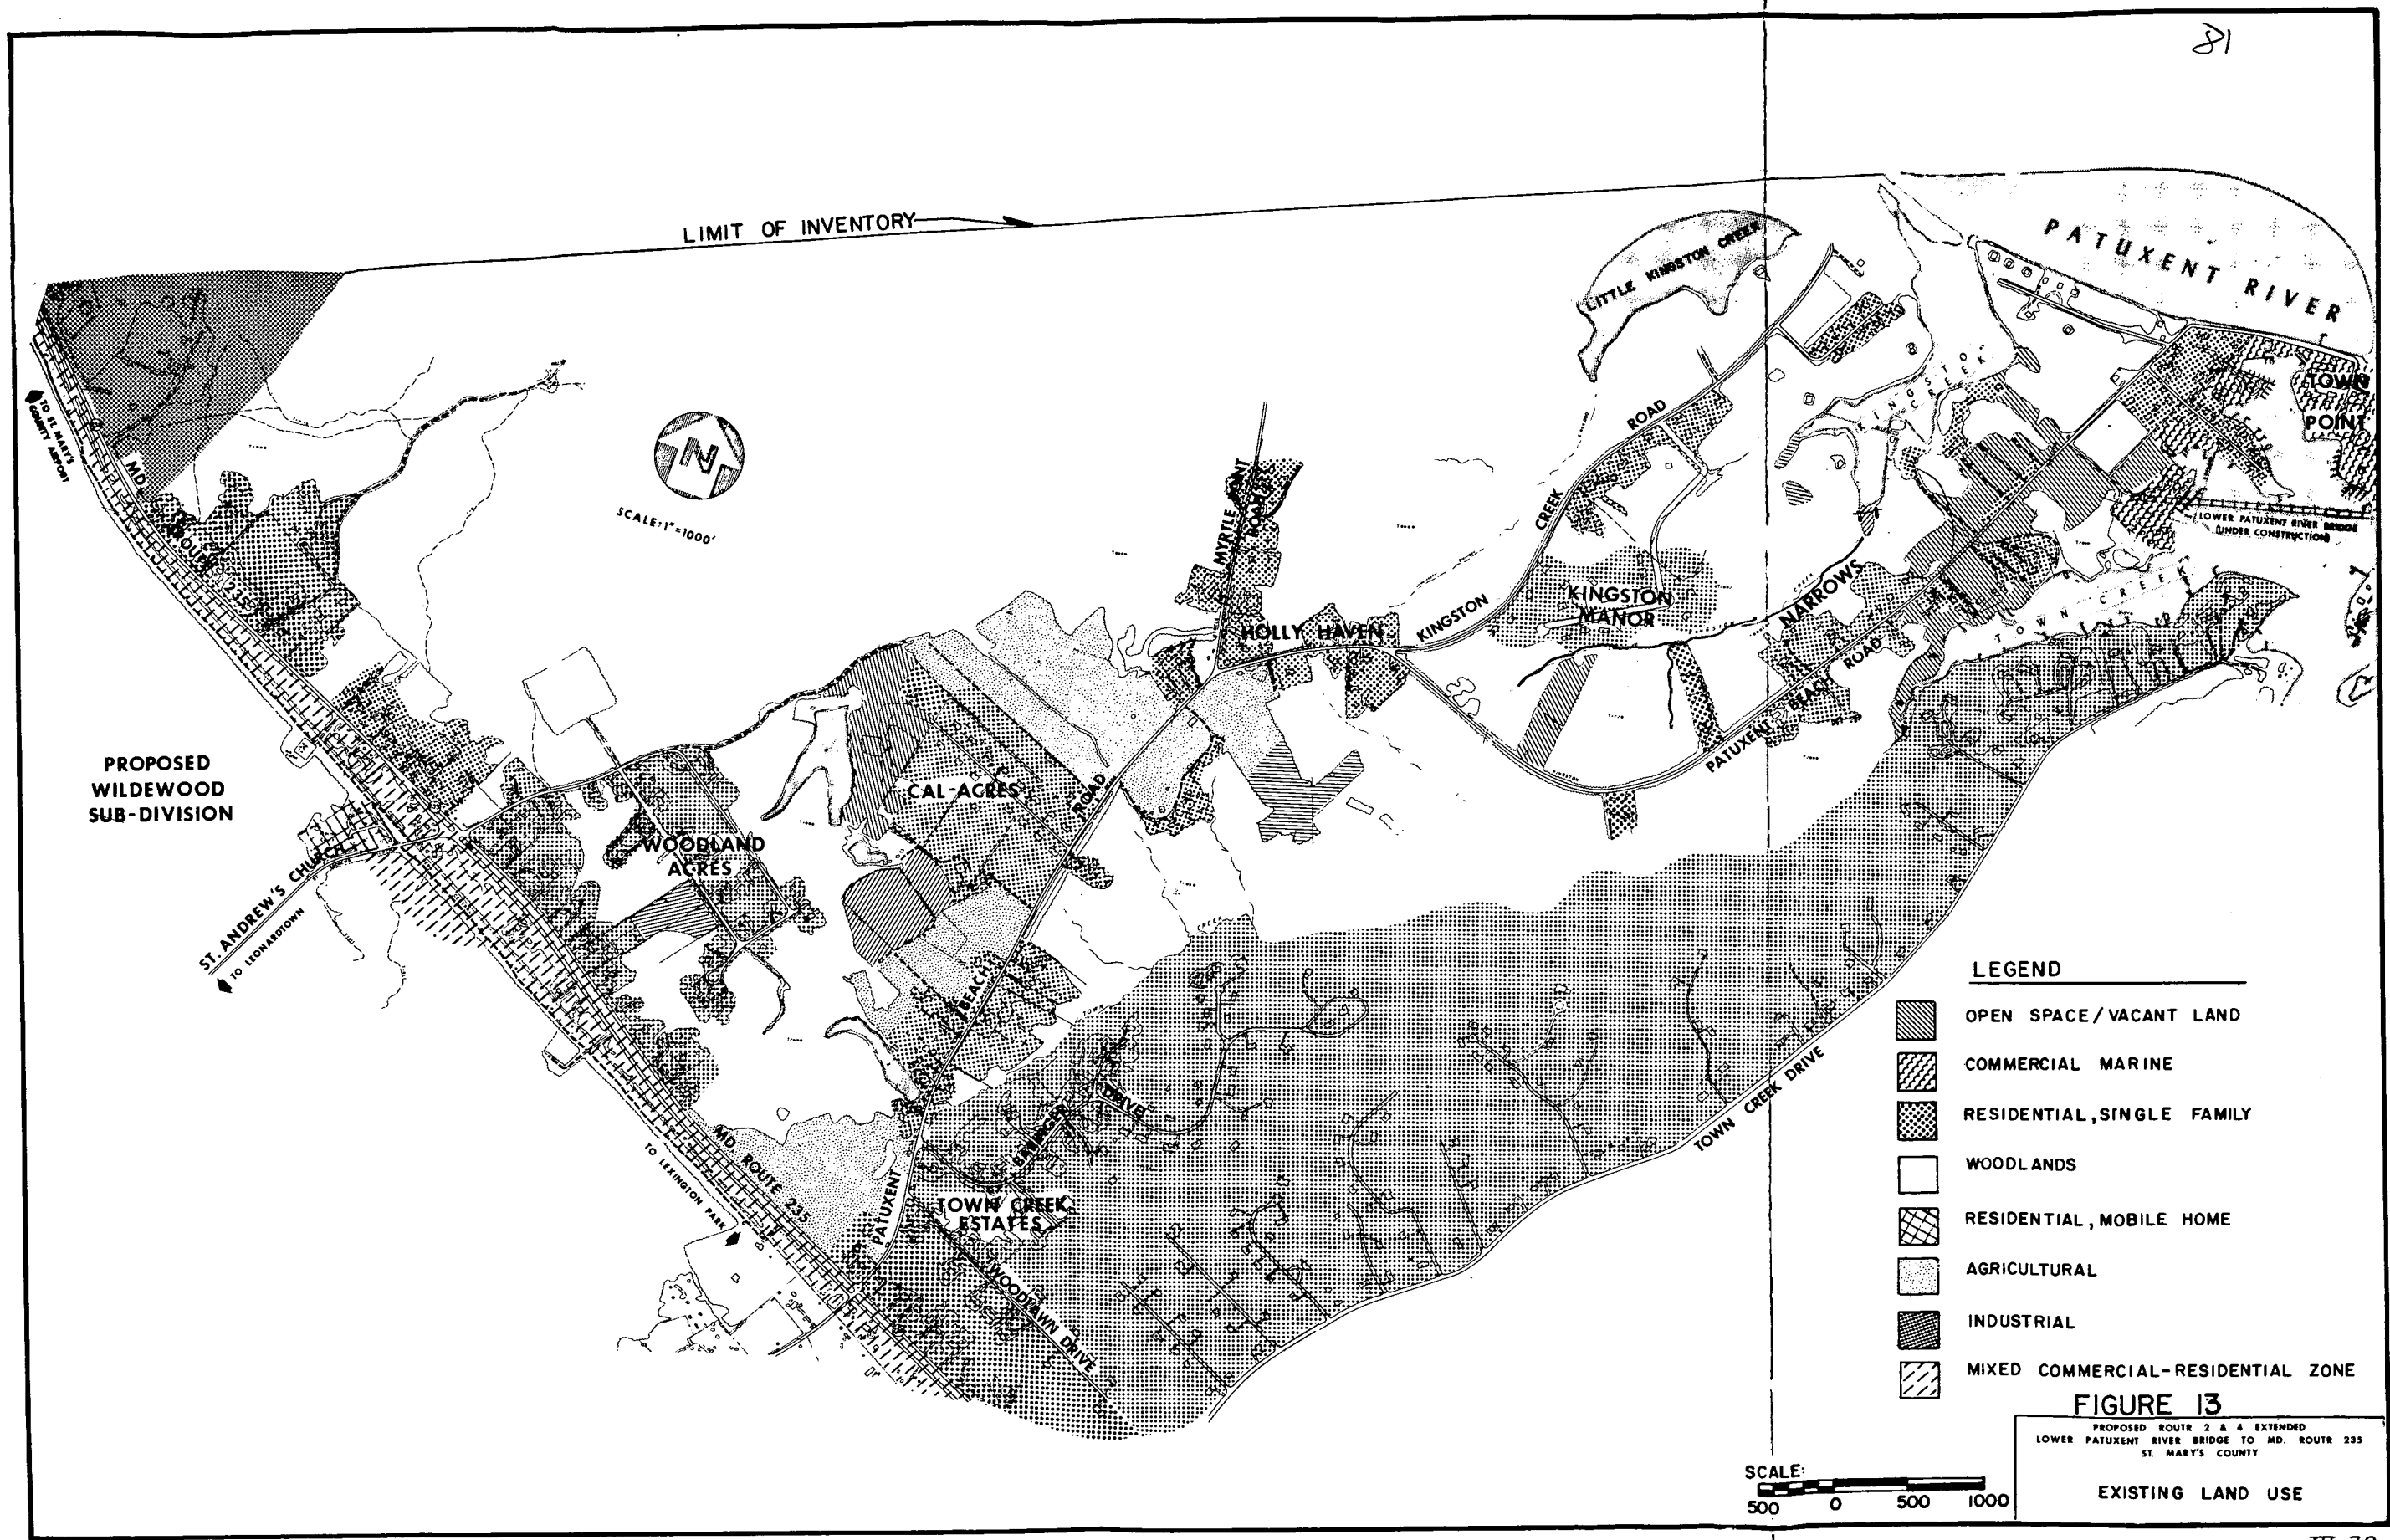 81
LIMIT OF INVENTORY
PATUXENT RIVER
LITTLE KINGSTON CREEK
TOWN
POINT
TO ST. MARY'S
COUNTY AIRPORT
MD.
ROUTE 235
N
SCALE: 1"=1000'
MYRTLE POINT
ROAD
CREEK
ROAD
KINGSTON
LOWER PATUXENT RIVER BRIDGE
(UNDER CONSTRUCTION)
KINGSTON
MANOR
NARROWS
TOWN CREEK
HOLLY HAVEN
PATUXENT BEACH ROAD
PROPOSED
WILDEWOOD
SUB-DIVISION
CAL-ACRES
ROAD
WOODLAND
ACRES
ST. ANDREW'S CHURCH
TO LEONARDTOWN
BEACH
TOWN
CREEK
DRIVE
TOWN CREEK DRIVE
MD ROUTE 235
TO LEXINGTON PARK
PATUXENT
TOWN CREEK
ESTATES
WOODLAWN DRIVE
LEGEND
OPEN SPACE/VACANT LAND
COMMERCIAL MARINE
RESIDENTIAL, SINGLE FAMILY
WOODLANDS
RESIDENTIAL, MOBILE HOME
AGRICULTURAL
INDUSTRIAL
MIXED COMMERCIAL-RESIDENTIAL ZONE
FIGURE 13
PROPOSED ROUTR 2 & 4 EXTENDED
LOWER PATUXENT RIVER BRIDGE TO MD. ROUTR 235
ST. MARY'S COUNTY
EXISTING LAND USE
SCALE:
500 0 500 1000